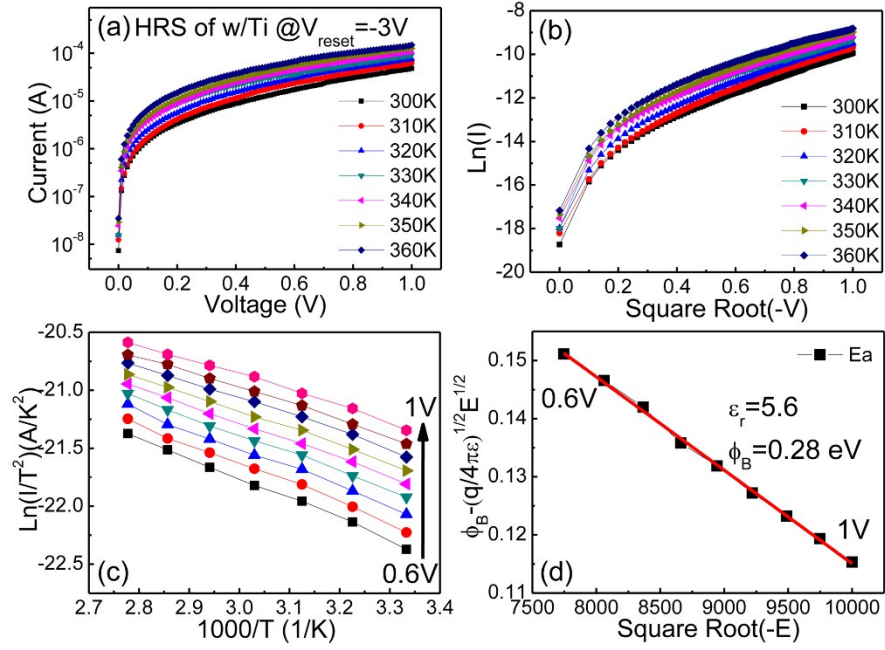 (a) HRS of w/Ti @V_reset=-3V
10^-4
10^-5
10^-6
10^-7
10^-8
Current (A)
300K
310K
320K
330K
340K
350K
360K
0.0 0.2 0.4 0.6 0.8 1.0
Voltage (V)
(b)
-8
-10
-12
-14
-16
-18
-20
Ln(I)
300K
310K
320K
330K
340K
350K
360K
0.0 0.2 0.4 0.6 0.8 1.0
Square Root(-V)
-20.5
-21.0
-21.5
-22.0
-22.5
Ln(I/T^2)(A/K^2)
1V
0.6V
(c)
2.7 2.8 2.9 3.0 3.1 3.2 3.3 3.4
1000/T (1/K)
0.15
0.14
0.13
0.12
0.11
ϕ_B-(q/4πε)^1/2E^1/2
Ea
0.6V
ε_r=5.6
ϕ_B=0.28 eV
1V
(d)
7500 8000 8500 9000 9500 10000
Square Root(-E)